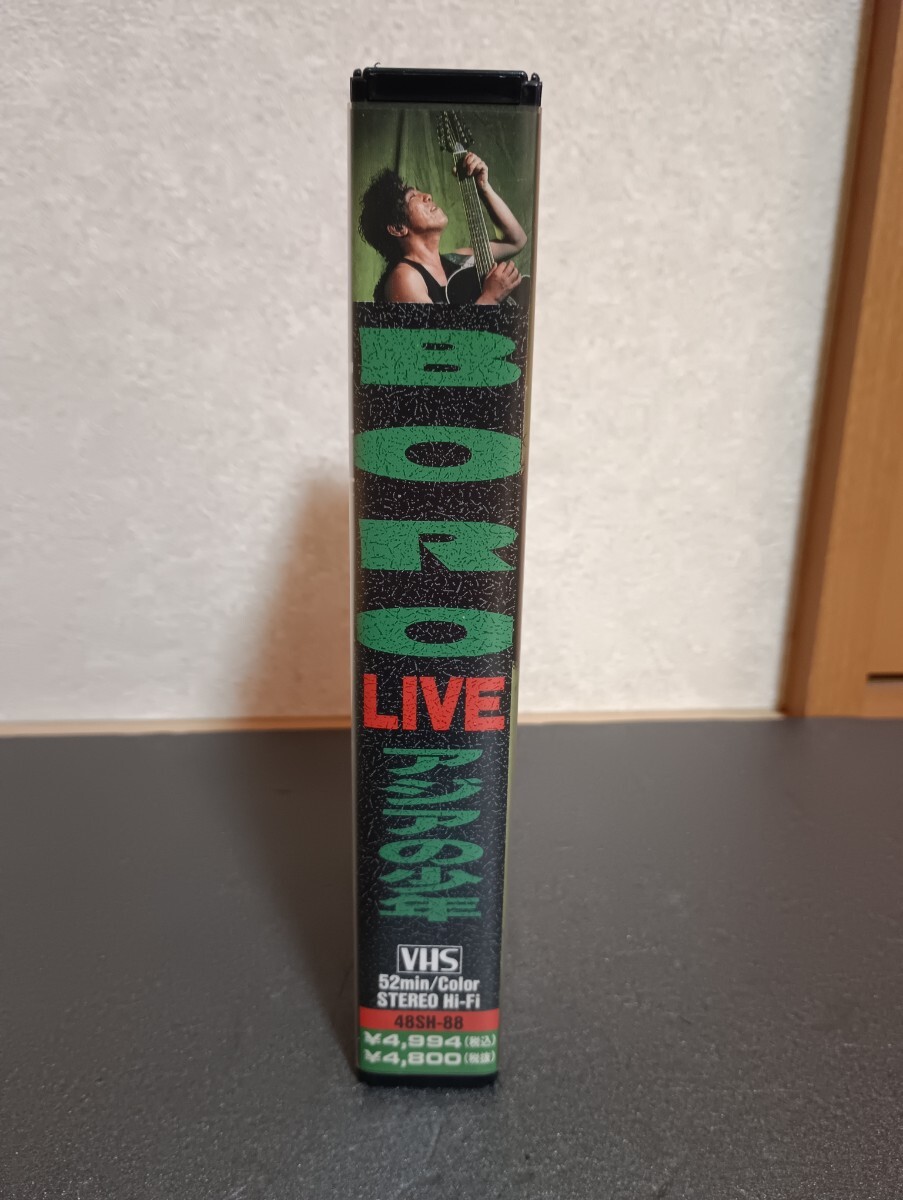 BORO
LIVE
VHS
52min/Color
STEREO Hi-Fi
48SH-88
¥4,994(税込)
¥4,800(税抜)